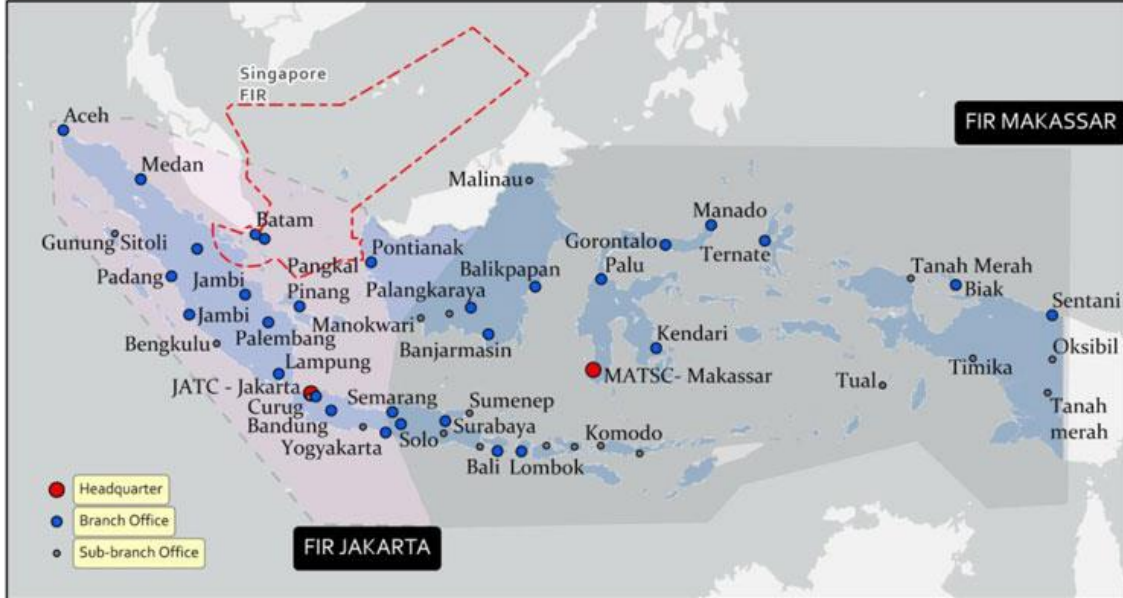 Singapore
FIR
Aceh
FIR MAKASSAR
Medan
Malinau
Batam
Manado
Gunung Sitoli
Pontianak
Gorontalo
Ternate
Padang
Jambi
Pangkal
Pinang
Balikpapan
Palu
Tanah Merah
Biak
Palangkaraya
Sentani
Jambi
Manokwari
Bengkulu
Palembang
Banjarmasin
Kendari
Oksibil
Lampung
Timika
JATC - Jakarta
MATSC- Makassar
Tual
Curug
Semarang
Sumenep
Tanah
merah
Bandung
Surabaya
Komodo
Yogyakarta
Solo
Bali
Lombok
Headquarter
Branch Office
Sub-branch Office
FIR JAKARTA